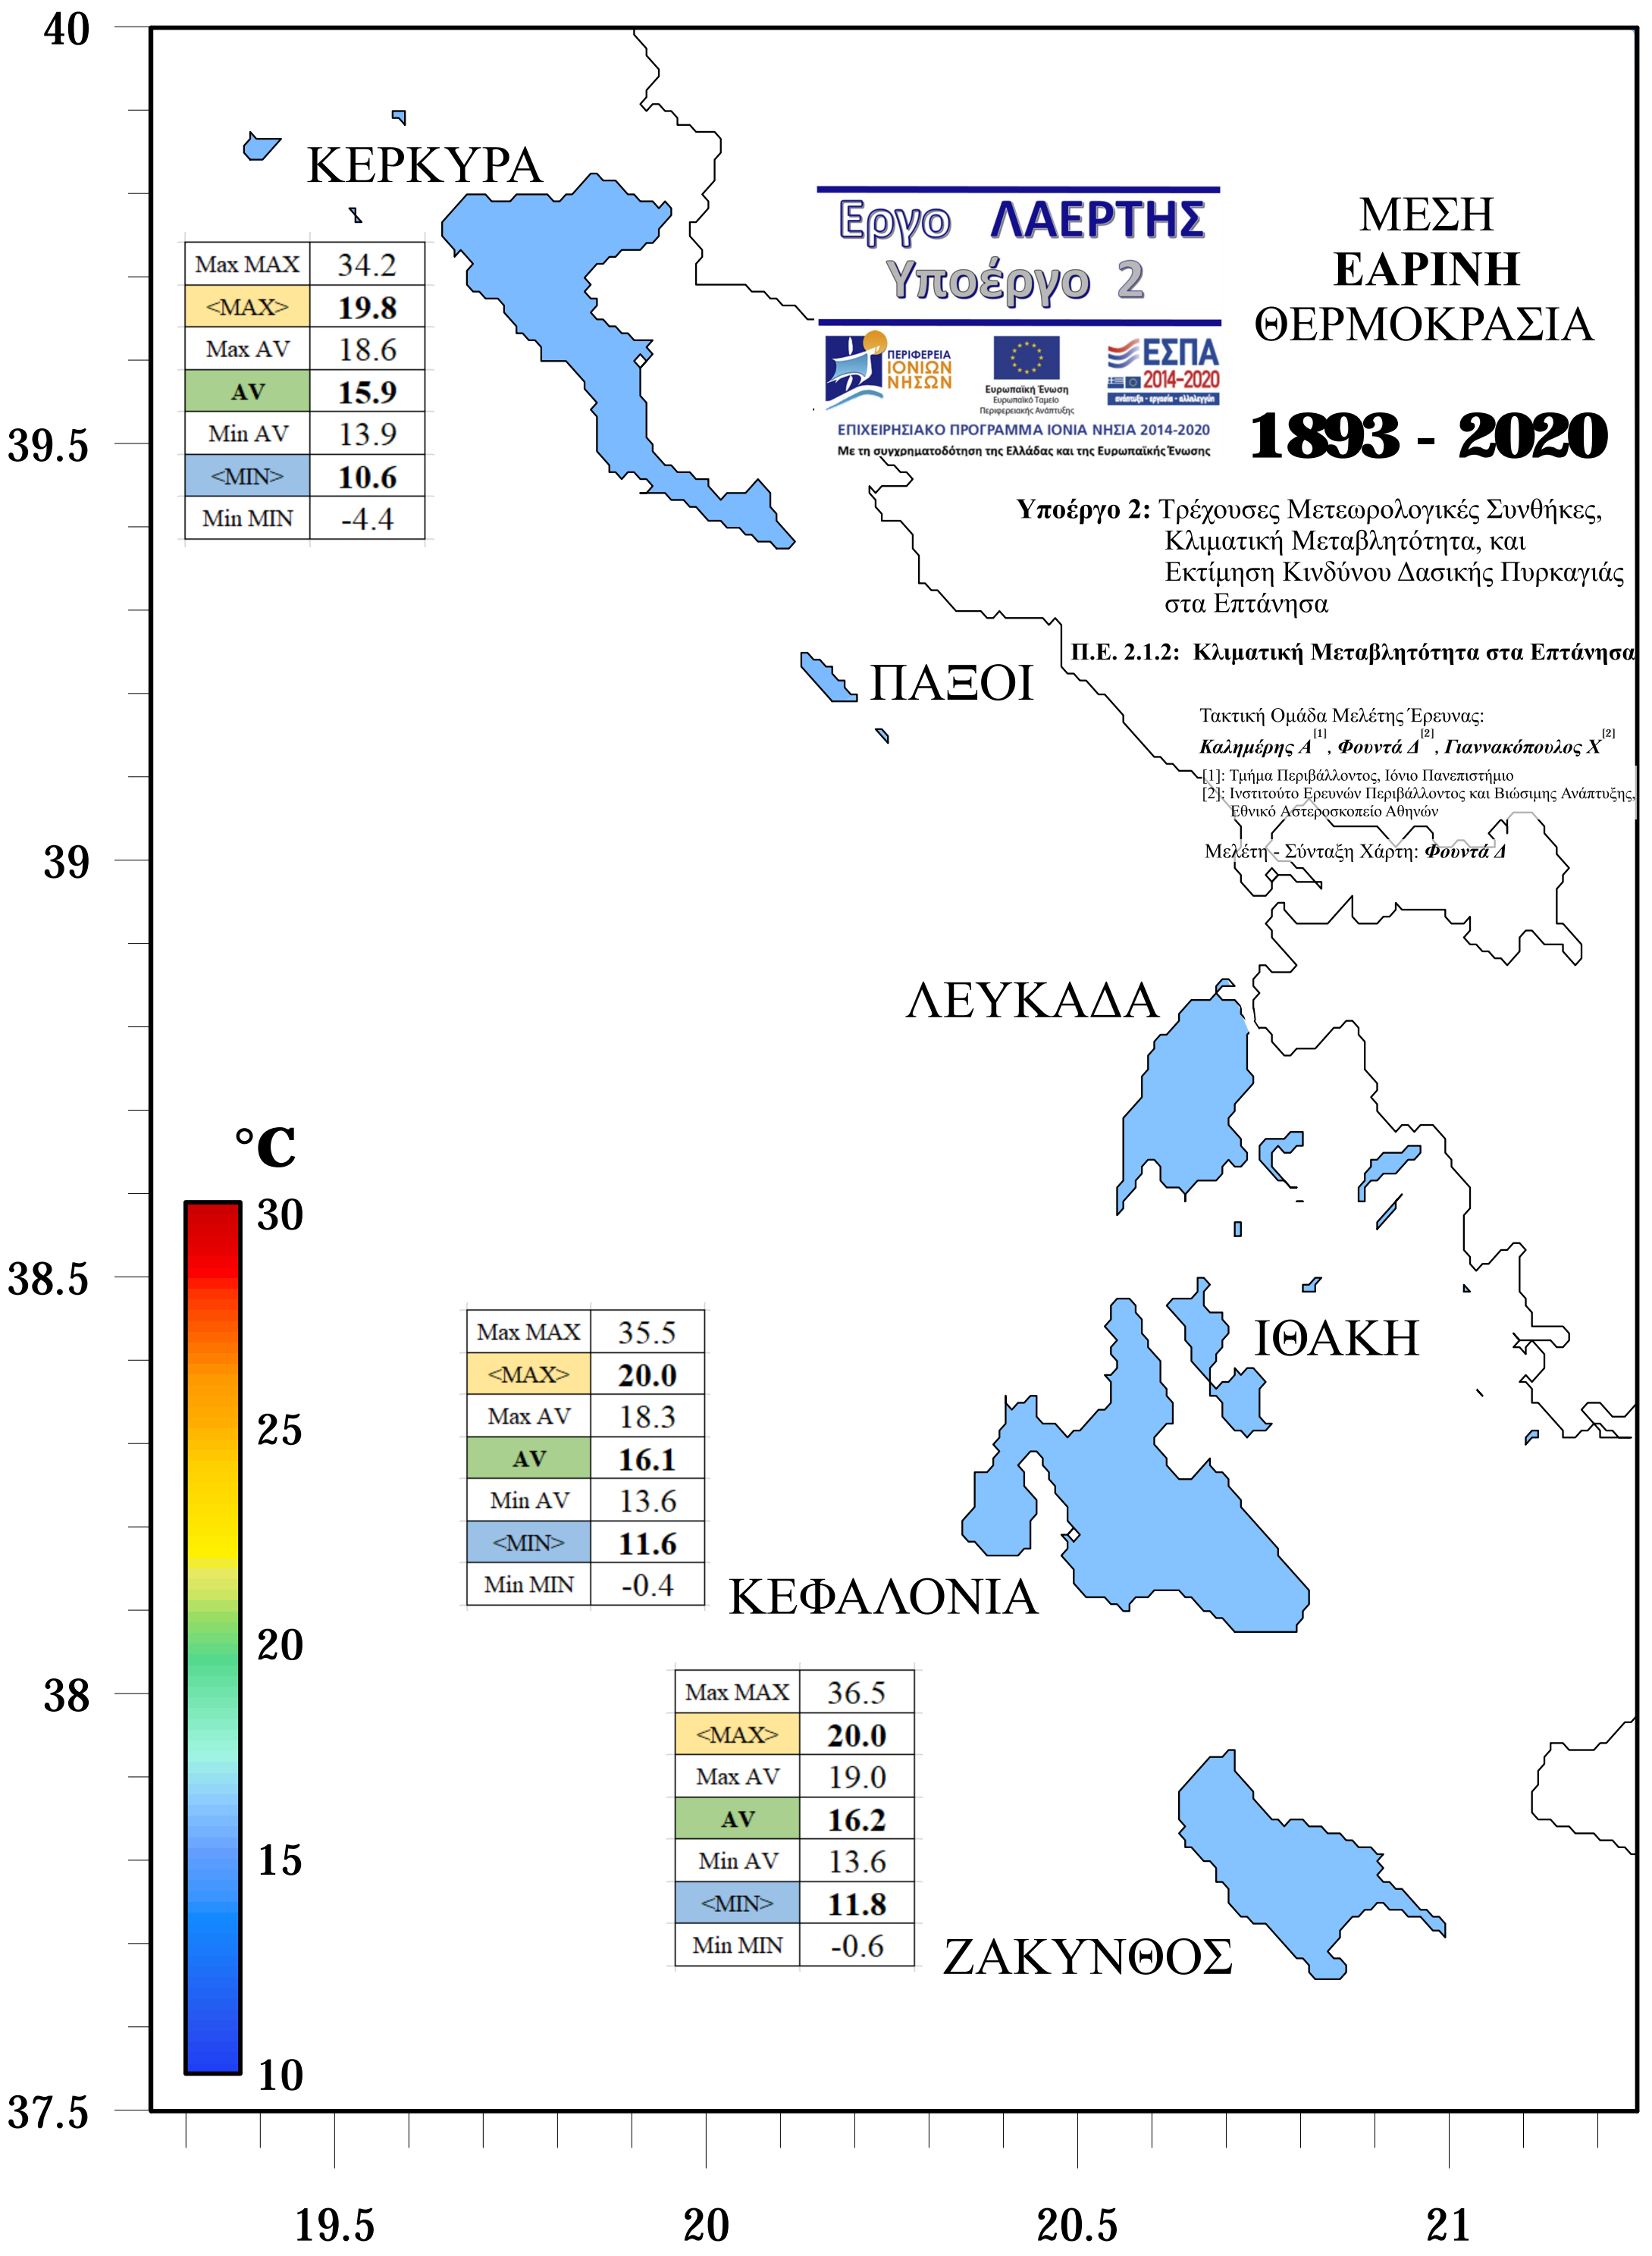 40
39.5
39
38.5
38
37.5
19.5
20
20.5
21
ΚΕΡΚΥΡΑ
Max MAX 34.2
<MAX> 19.8
Max AV 18.6
AV 15.9
Min AV 13.9
<MIN> 10.6
Min MIN -4.4
Εργο ΛΑΕΡΤΗΣ
Υποέργο 2
ΠΕΡΙΦΕΡΕΙΑ
ΙΟΝΙΩΝ
ΝΗΣΩΝ
Ευρωπαϊκή Ένωση
Ευρωπαϊκό Ταμείο
Περιφερειακής Ανάπτυξης
ΕΣΠΑ
2014-2020
ανάπτυξη - εργασία - αλληλεγγύη
ΕΠΙΧΕΙΡΗΣΙΑΚΟ ΠΡΟΓΡΑΜΜΑ ΙΟΝΙΑ ΝΗΣΙΑ 2014-2020
Με τη συγχρηματοδότηση της Ελλάδας και της Ευρωπαϊκής Ένωσης
ΜΕΣΗ
ΕΑΡΙΝΗ
ΘΕΡΜΟΚΡΑΣΙΑ
1893 - 2020
Υποέργο 2: Τρέχουσες Μετεωρολογικές Συνθήκες,
Κλιματική Μεταβλητότητα, και
Εκτίμηση Κινδύνου Δασικής Πυρκαγιάς
στα Επτάνησα
Π.Ε. 2.1.2: Κλιματική Μεταβλητότητα στα Επτάνησα
Τακτική Ομάδα Μελέτης Έρευνας:
Καλημέρης Α[1], Φουντά Δ[2], Γιαννακόπουλος Χ[2]
[1]: Τμήμα Περιβάλλοντος, Ιόνιο Πανεπιστήμιο
[2]: Ινστιτούτο Ερευνών Περιβάλλοντος και Βιώσιμης Ανάπτυξης,
Εθνικό Αστεροσκοπείο Αθηνών
Μελέτη - Σύνταξη Χάρτη: Φουντά Δ
ΠΑΞΟΙ
ΛΕΥΚΑΔΑ
ΙΘΑΚΗ
°C
30
25
20
15
10
Max MAX 35.5
<MAX> 20.0
Max AV 18.3
AV 16.1
Min AV 13.6
<MIN> 11.6
Min MIN -0.4
ΚΕΦΑΛΟΝΙΑ
Max MAX 36.5
<MAX> 20.0
Max AV 19.0
AV 16.2
Min AV 13.6
<MIN> 11.8
Min MIN -0.6
ΖΑΚΥΝΘΟΣ